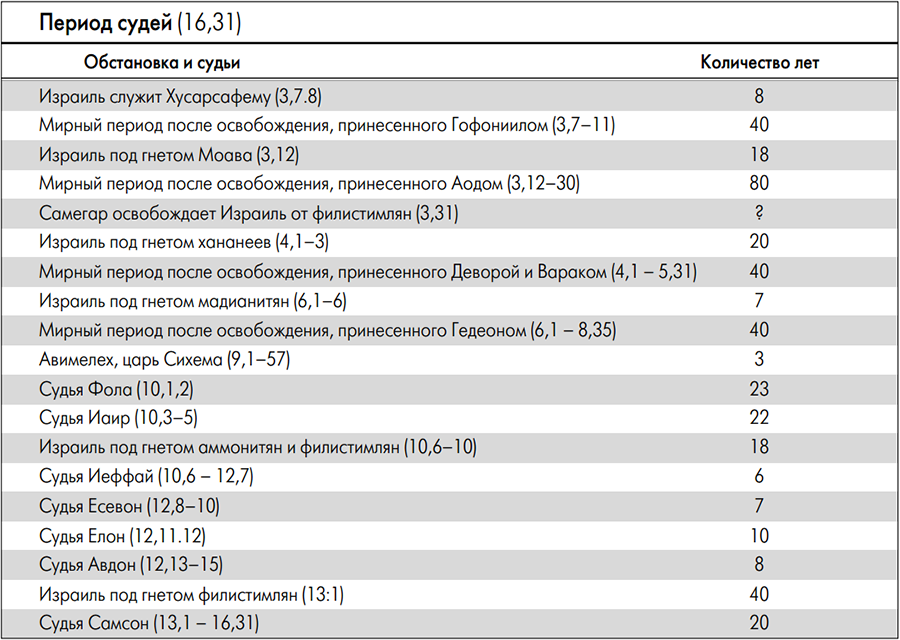 Период судей (16,31)
Обстановка и судьи Количество лет
Израиль служит Хусарсафему (3,7.8) 8
Мирный период после освобождения, принесенного Гофониилом (3,7–11) 40
Израиль под гнетом Моава (3,12) 18
Мирный период после освобождения, принесенного Аодом (3,12–30) 80
Самегар освобождает Израиль от филистимлян (3,31) ?
Израиль под гнетом хананеев (4,1–3) 20
Мирный период после освобождения, принесенного Деворой и Вараком (4,1 – 5,31) 40
Израиль под гнетом мадианитян (6,1–6) 7
Мирный период после освобождения, принесенного Гедеоном (6,1 – 8,35) 40
Авимелех, царь Сихема (9,1–57) 3
Судья Фола (10,1,2) 23
Судья Иаир (10,3–5) 22
Израиль под гнетом аммонитян и филистимлян (10,6–10) 18
Судья Иеффай (10,6 – 12,7) 6
Судья Есевон (12,8–10) 7
Судья Елон (12,11.12) 10
Судья Авдон (12,13–15) 8
Израиль под гнетом филистимлян (13:1) 40
Судья Самсон (13,1 – 16,31) 20